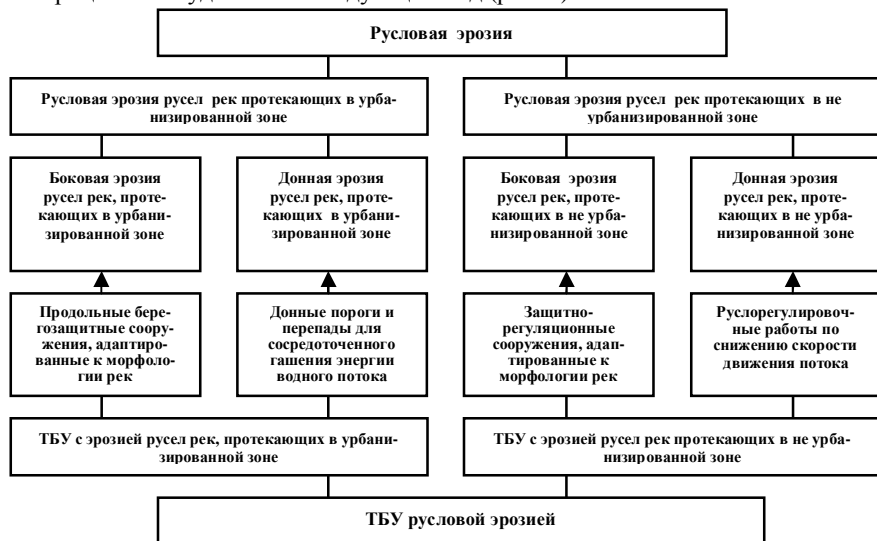 Русловая эрозия
Русловая эрозия русел рек протекающих в урба-
низированной зоне
Русловая эрозия русел рек протекающих в не
урбанизированной зоне
Боковая эрозия
русел рек, проте-
кающих в урбани-
зированной зоне
Донная эрозия
русел рек, проте-
кающих в урбани-
зированной зоне
Боковая эрозия
русел рек, проте-
кающих в не урба-
низированной зоне
Донная эрозия
русел рек, проте-
кающих в не урба-
низированной зоне
Продольные бере-
гозащитные соору-
жения, адаптиро-
ванные к морфоло-
гии рек
Донные пороги и
перепады для
сосредоточенного
гашения энергии
водного потока
Защитно-
регуляционные
сооружения, адап-
тированные к
морфологии рек
Руслорегулировоч-
ные работы по
снижению скорости
движения потока
ТБУ с эрозией русел рек, протекающих в урбани-
зированной зоне
ТБУ с эрозией русел рек протекающих в не урба-
низированной зоне
ТБУ русловой эрозией